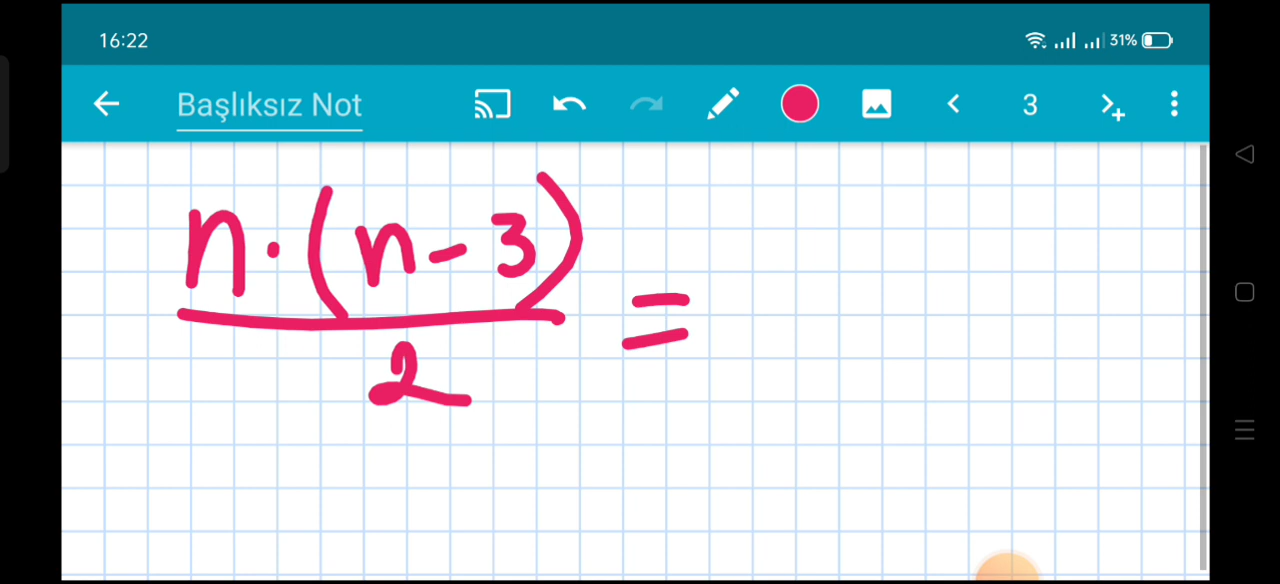 16:22 31%
Başlıksız Not 3
n·(n-3)
2
=